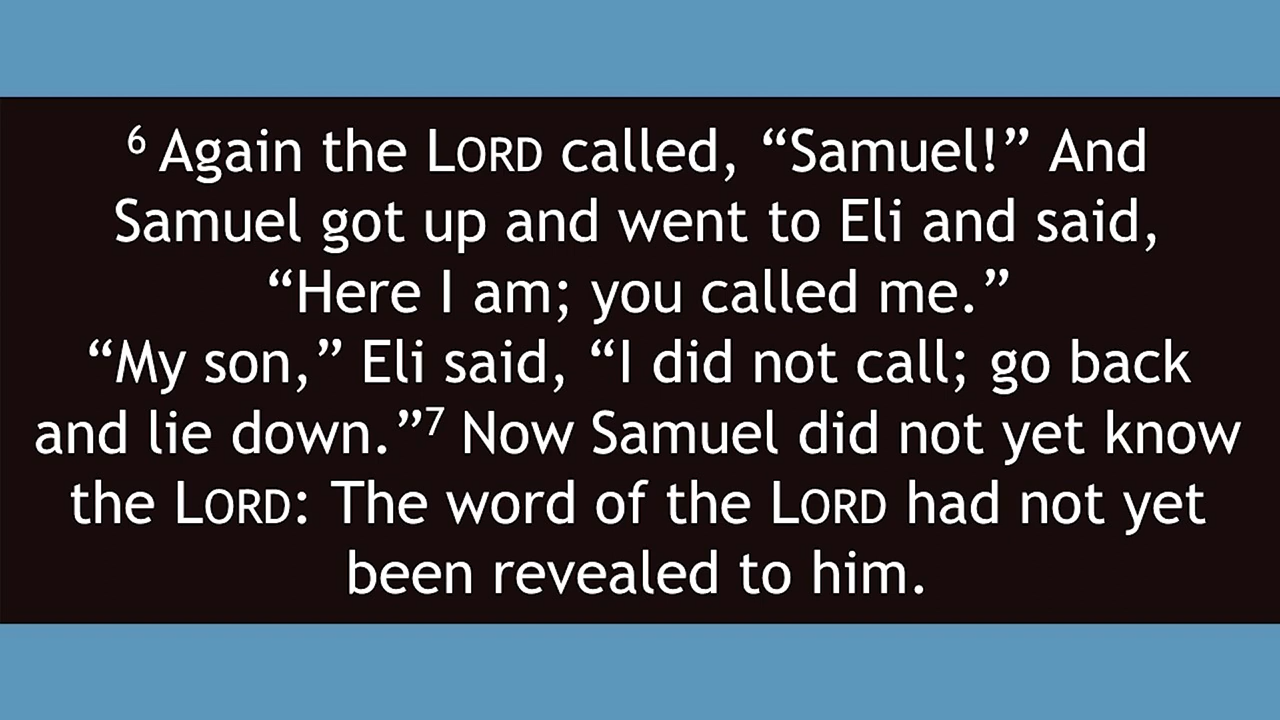 ⁶ Again the LORD called, “Samuel!” And
Samuel got up and went to Eli and said,
“Here I am; you called me.”
“My son,” Eli said, “I did not call; go back
and lie down.”⁷ Now Samuel did not yet know
the LORD: The word of the LORD had not yet
been revealed to him.